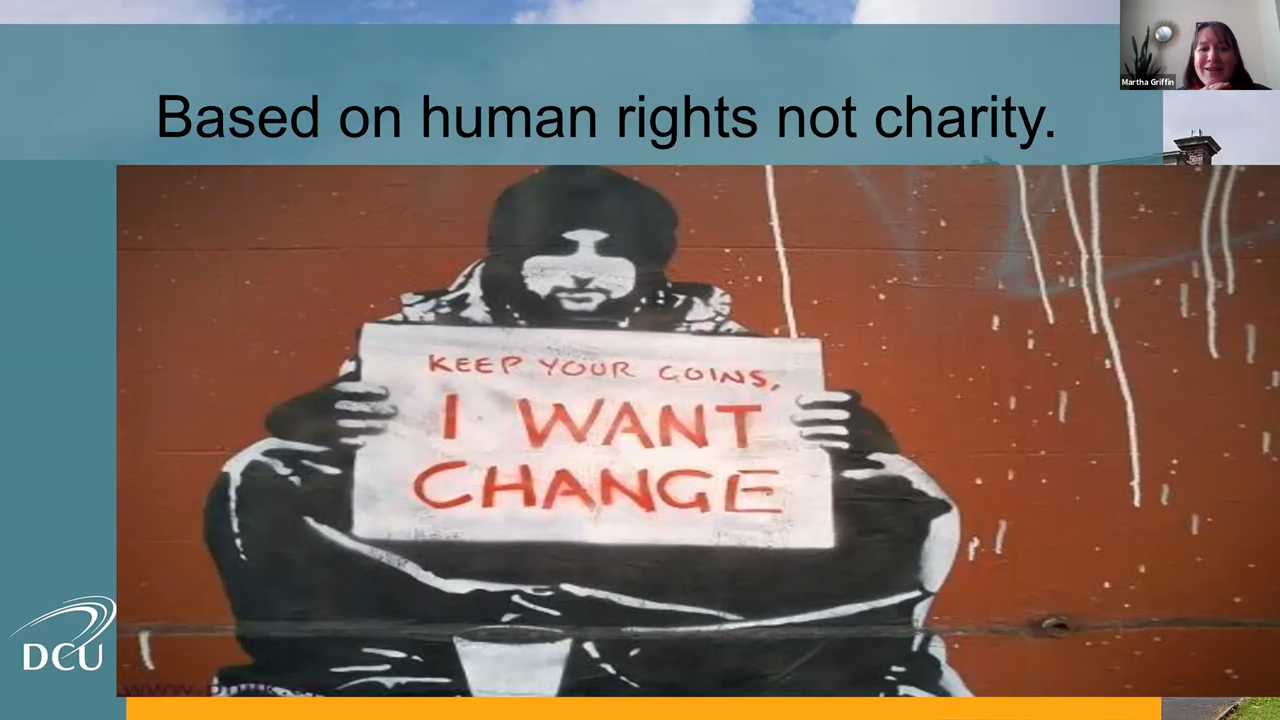 Martha Griffin
Based on human rights not charity.
KEEP YOUR COINS,
I WANT
CHANGE
DCU